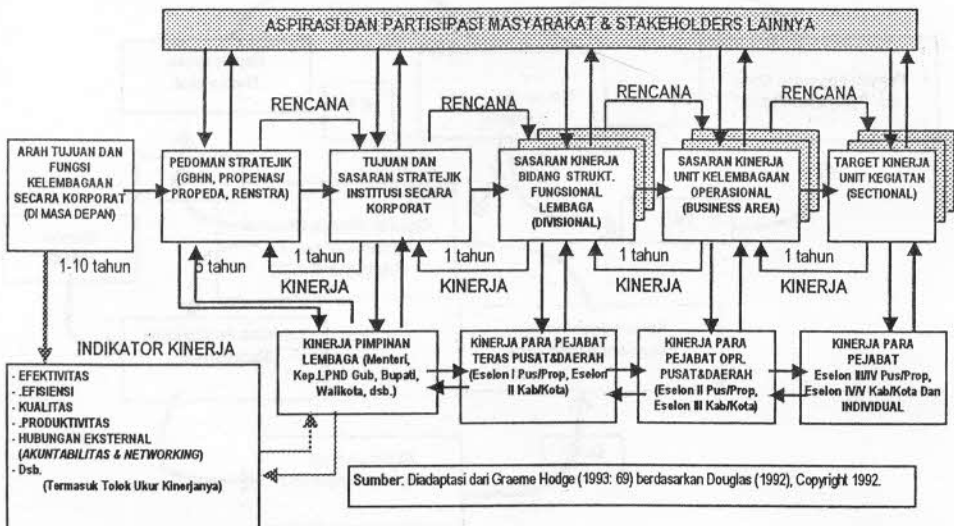 ASPIRASI DAN PARTISIPASI MASYARAKAT & STAKEHOLDERS LAINNYA
RENCANA
RENCANA
RENCANA
RENCANA
ARAH TUJUAN DAN
FUNGSI
KELEMBAGAAN
SECARA KORPORAT
(DI MASA DEPAN)
PEDOMAN STRATEJIK
(GBHN, PROPENAS/
PROPEDA, RENSTRA)
TUJUAN DAN
SASARAN STRATEJIK
INSTITUSI SECARA
KORPORAT
SASARAN KINERJA
BIDANG STRUKT.
FUNGSIONAL
LEMBAGA
(DIVISIONAL)
SASARAN KINERJA
UNIT KELEMBAGAAN
OPERASIONAL
(BUSINESS AREA)
TARGET KINERJA
UNIT KEGIATAN
(SECTIONAL)
1-10 tahun
5 tahun
1 tahun
1 tahun
1 tahun
1 tahun
KINERJA
KINERJA
KINERJA
KINERJA
INDIKATOR KINERJA
- EFEKTIVITAS
- .EFISIENSI
- KUALITAS
- .PRODUKTIVITAS
- HUBUNGAN EKSTERNAL
(AKUNTABILITAS & NETWORKING)
- Dsb.
(Termasuk Tolok Ukur Kinerjanya)
KINERJA PIMPINAN
LEMBAGA (Menteri,
Kep.LPND Gub, Bupati,
Walikota, dsb.)
KINERJA PARA PEJABAT
TERAS PUSAT&DAERAH
(Eselon I Pus/Prop, Eselon
II Kab/Kota)
KINERJA PARA
PEJABAT OPR.
PUSAT&DAERAH
(Eselon II Pus/Prop,
Eselon III Kab/Kota)
KINERJA PARA
PEJABAT
Eselon III/IV Pus/Prop,
Eselon IV/V Kab/Kota Dan
INDIVIDUAL
Sumber: Diadaptasi dari Graeme Hodge (1993: 69) berdasarkan Douglas (1992), Copyright 1992.